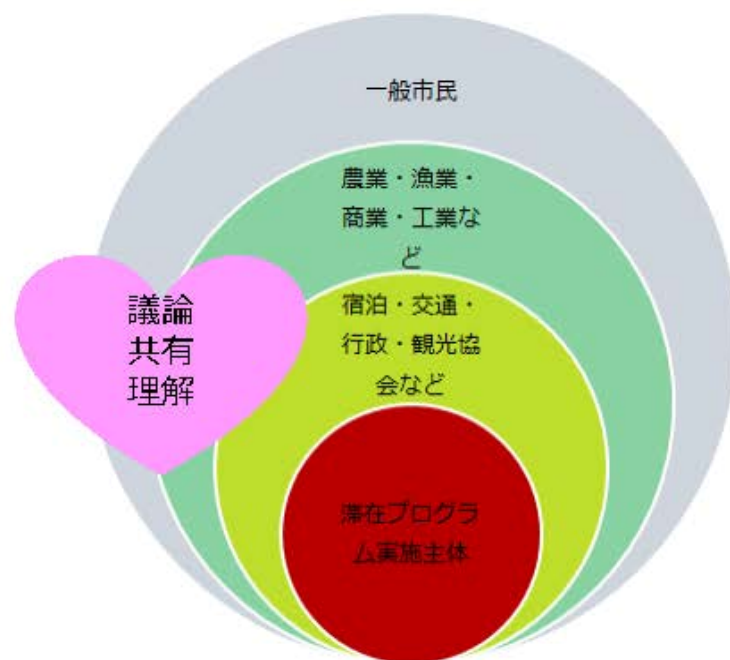 一般市民
農業・漁業・
商業・工業な
ど
議論
共有
理解
宿泊・交通・
行政・観光協
会など
滞在プログラ
ム実施主体